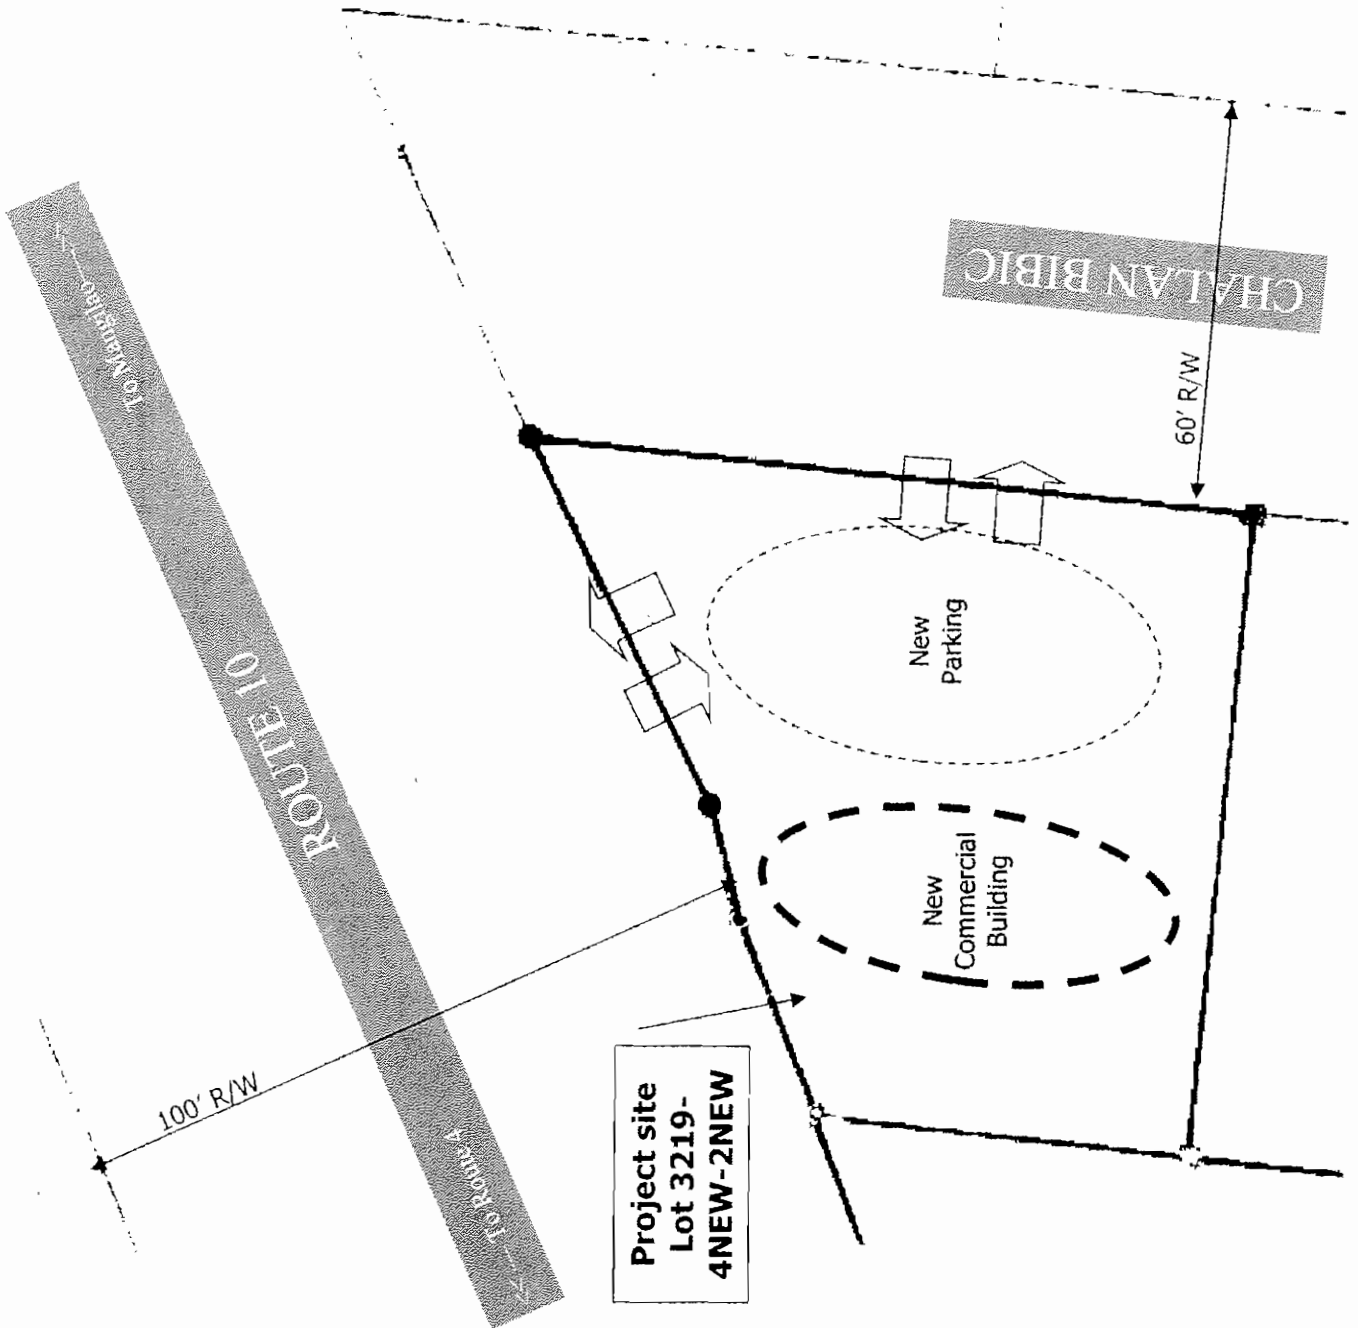 <---- To Mangilao
ROUTE 10
<---- To Route 4
CHALAN BIBIC
60' R/W
100' R/W
New
Parking
New
Commercial
Building
Project site
Lot 3219-
4NEW-2NEW